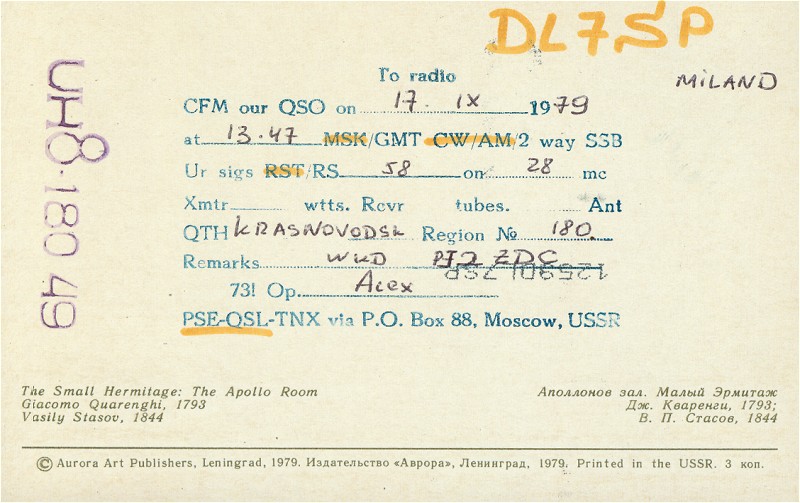 DL7SP
To radio
MILAND
CFM our QSO on 17. IX 1979
at 13.47 MSK/GMT CW/AM/2 way SSB
Ur sigs RST/RS 58 on 28 mc
Xmtr wtts. Rcvr tubes. Ant
QTH KRASNOVODSK Region № 180.
Remarks WKD PJ2 ZDC
12590L7SP
73! Op. Alex
PSE-QSL-TNX via P.O. Box 88, Moscow, USSR
UH8·180 49
The Small Hermitage: The Apollo Room
Giacomo Quarenghi, 1793
Vasily Stasov, 1844
Аполлонов зал. Малый Эрмитаж
Дж. Кваренги, 1793;
В. П. Стасов, 1844
© Aurora Art Publishers, Leningrad, 1979. Издательство «Аврора», Ленинград, 1979. Printed in the USSR. 3 коп.